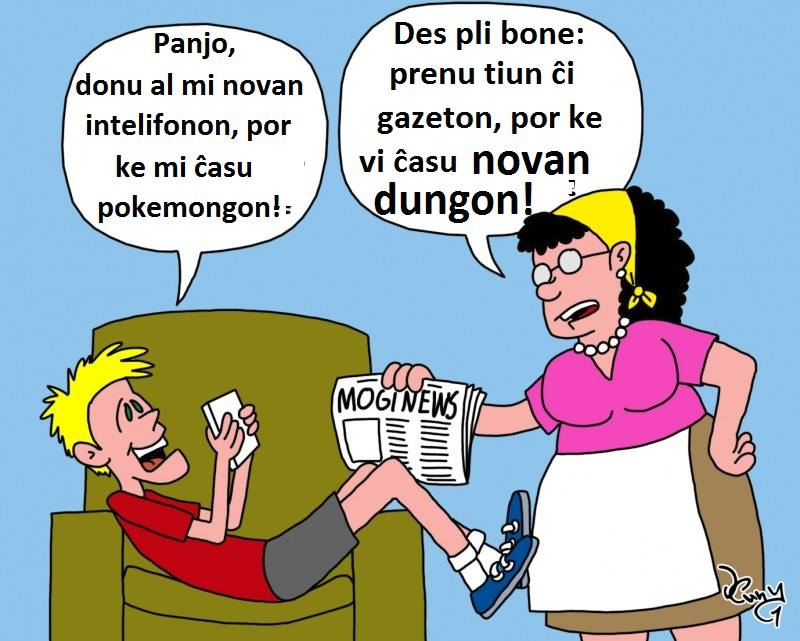 Panjo,
donu al mi novan
intelifonon, por
ke mi ĉasu
pokemongon!
Des pli bone:
prenu tiun ĉi
gazeton, por ke
vi ĉasu novan
dungon!
MOGI NEWS